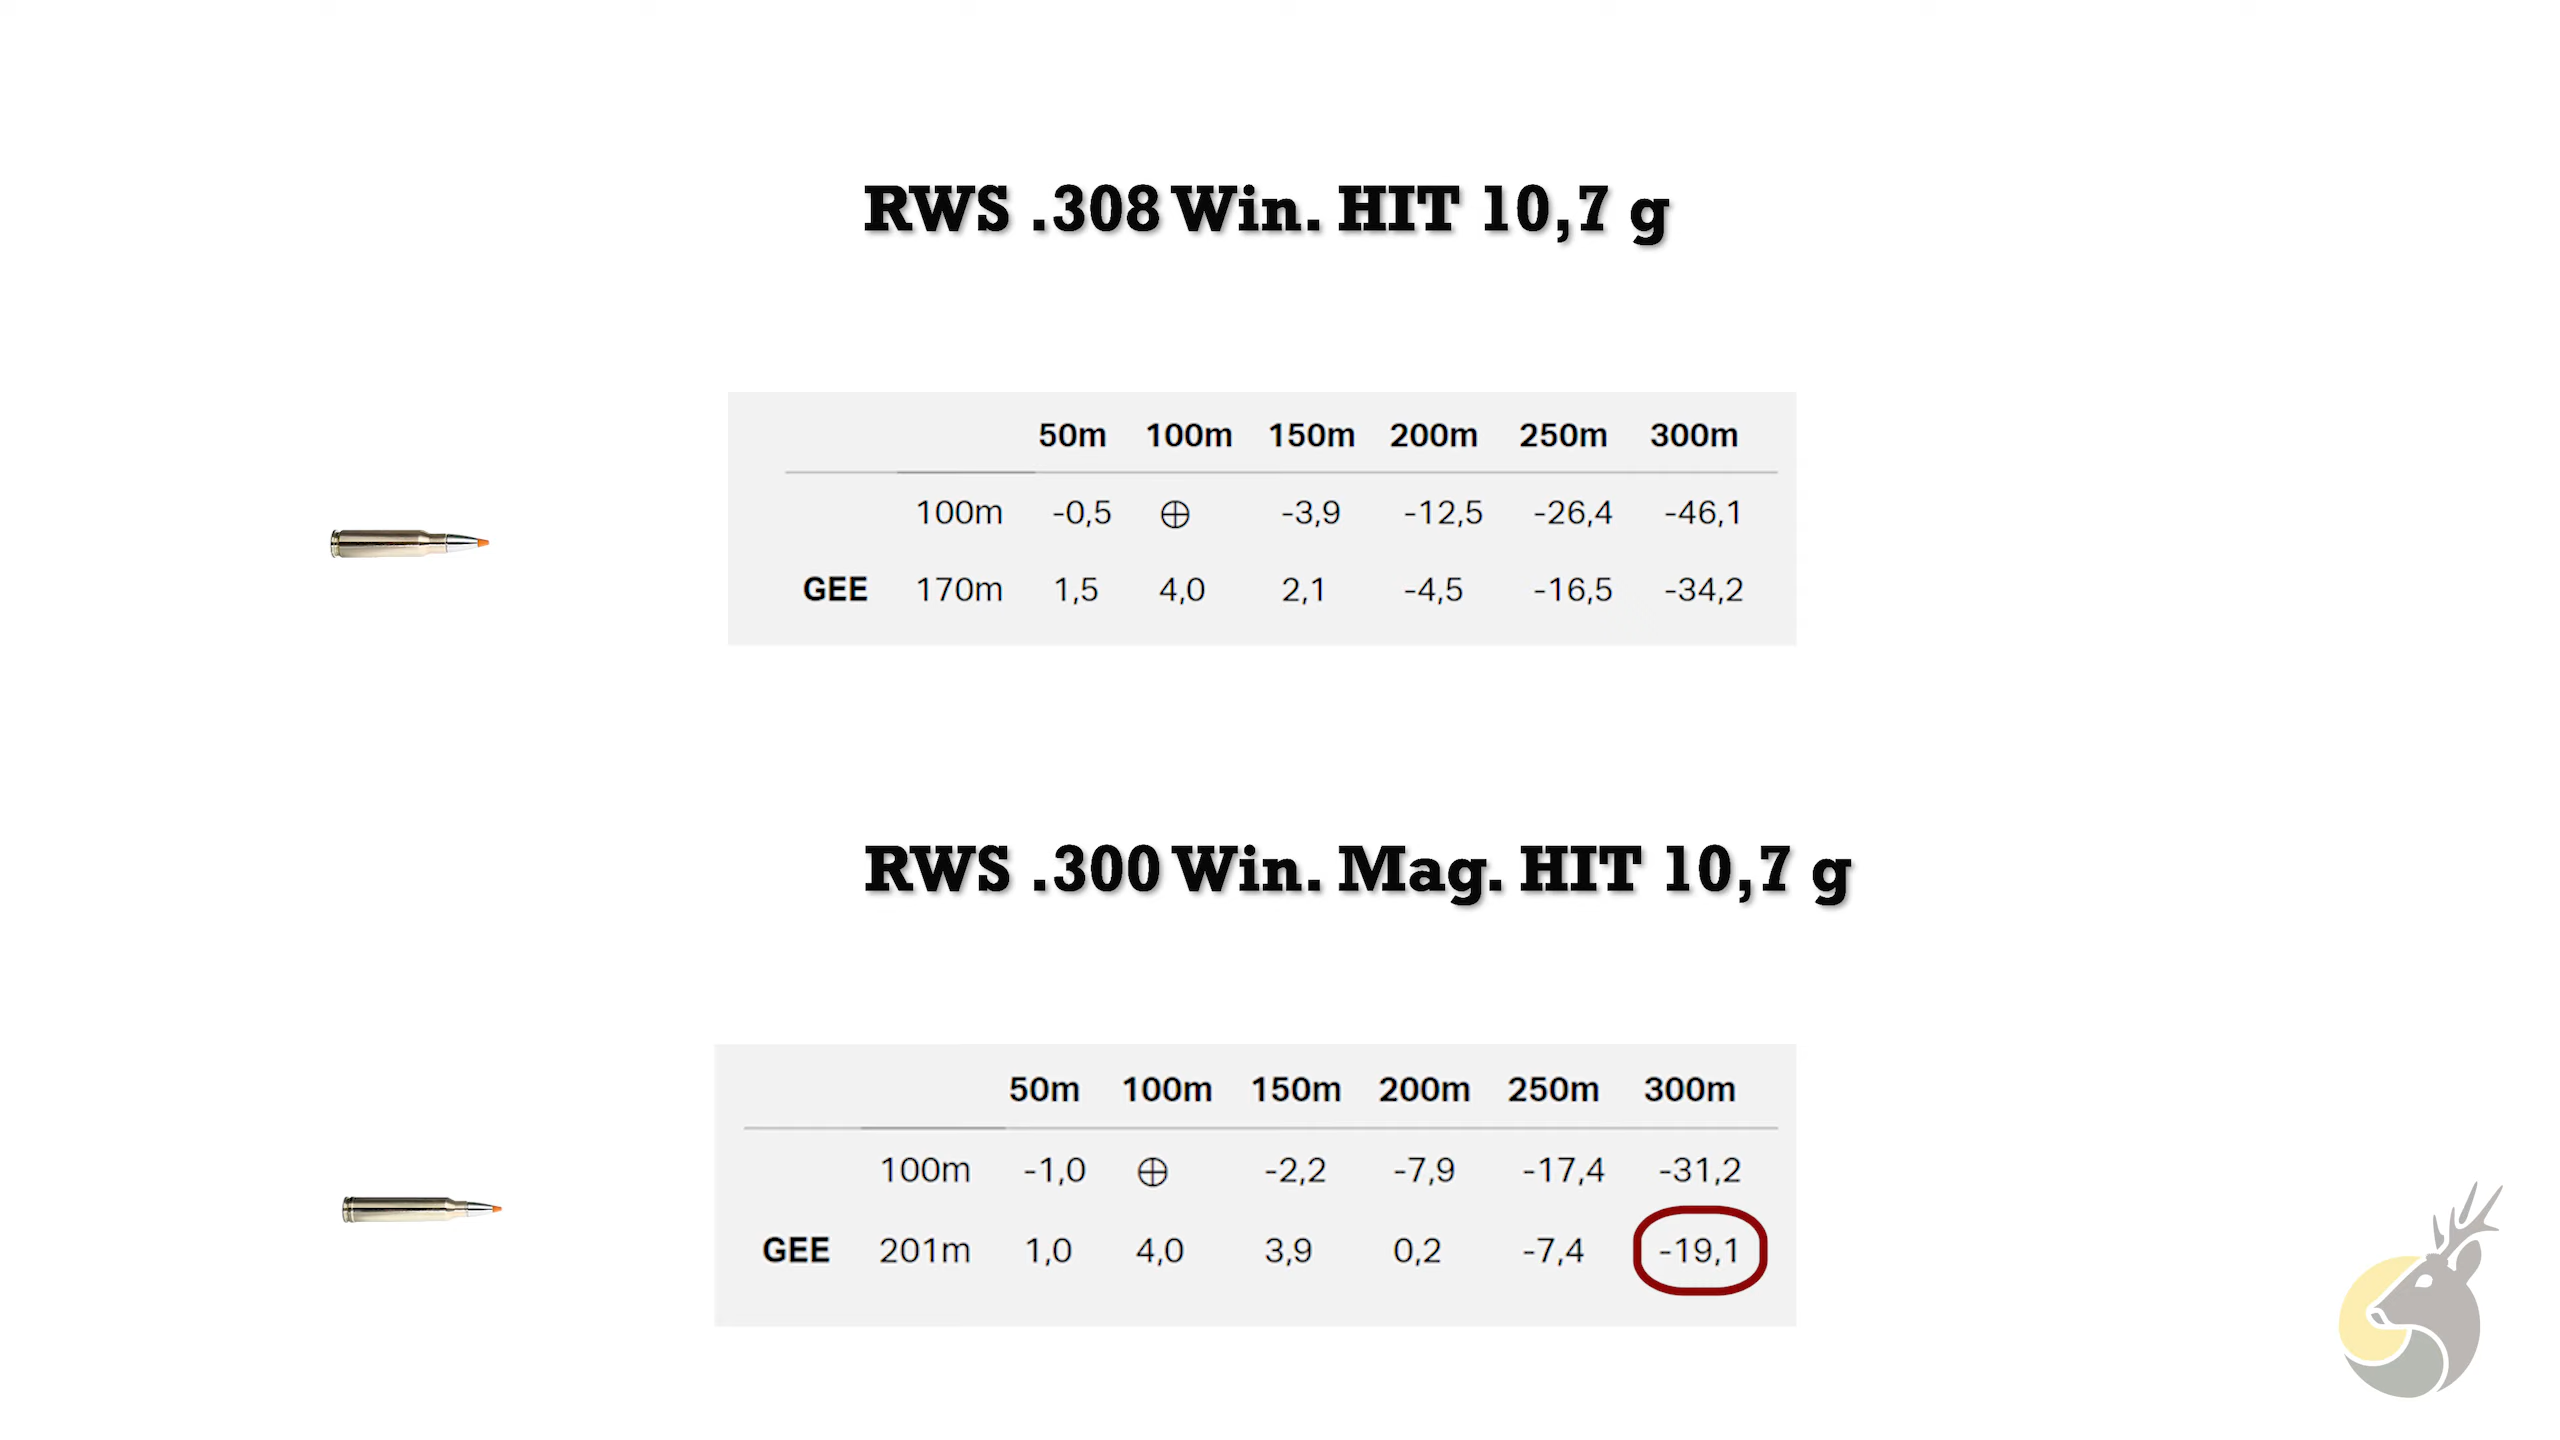 RWS .308 Win. HIT 10,7 g
50m 100m 150m 200m 250m 300m
100m -0,5 ⊕ -3,9 -12,5 -26,4 -46,1
GEE 170m 1,5 4,0 2,1 -4,5 -16,5 -34,2
RWS .300 Win. Mag. HIT 10,7 g
50m 100m 150m 200m 250m 300m
100m -1,0 ⊕ -2,2 -7,9 -17,4 -31,2
GEE 201m 1,0 4,0 3,9 0,2 -7,4 -19,1